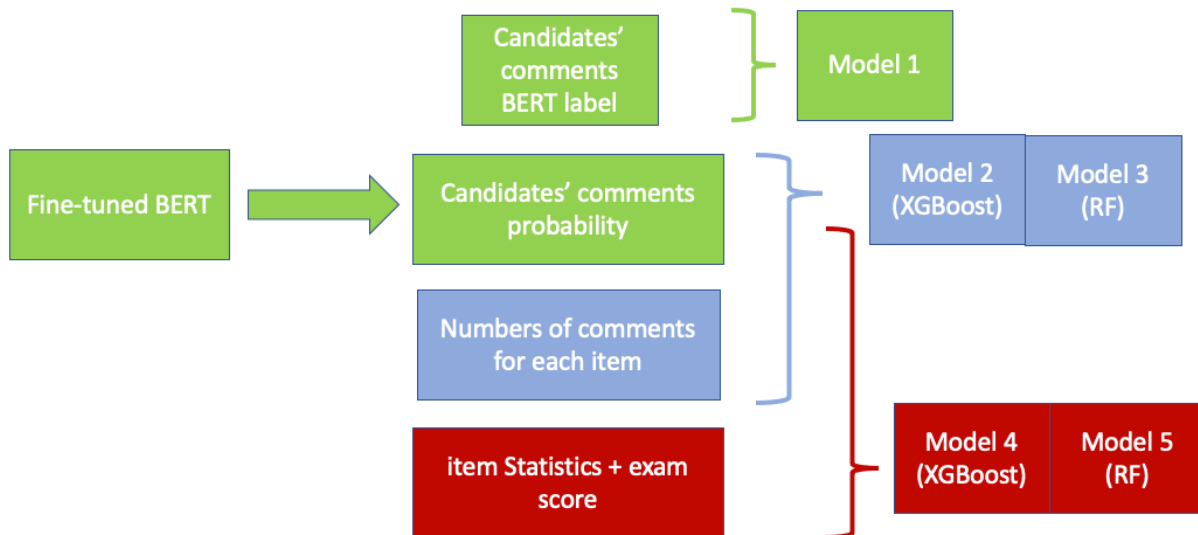 Candidates'
comments
BERT label
Model 1
Fine-tuned BERT
Candidates' comments
probability
Model 2
(XGBoost)
Model 3
(RF)
Numbers of comments
for each item
item Statistics + exam
score
Model 4
(XGBoost)
Model 5
(RF)